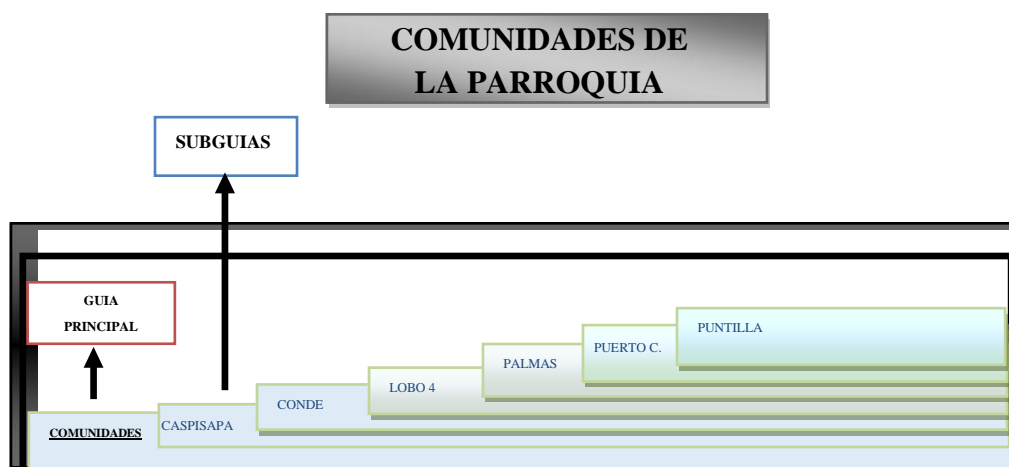 COMUNIDADES DE
LA PARROQUIA
SUBGUIAS
GUIA
PRINCIPAL
PUNTILLA
PUERTO C.
PALMAS
LOBO 4
CONDE
CASPISAPA
COMUNIDADES